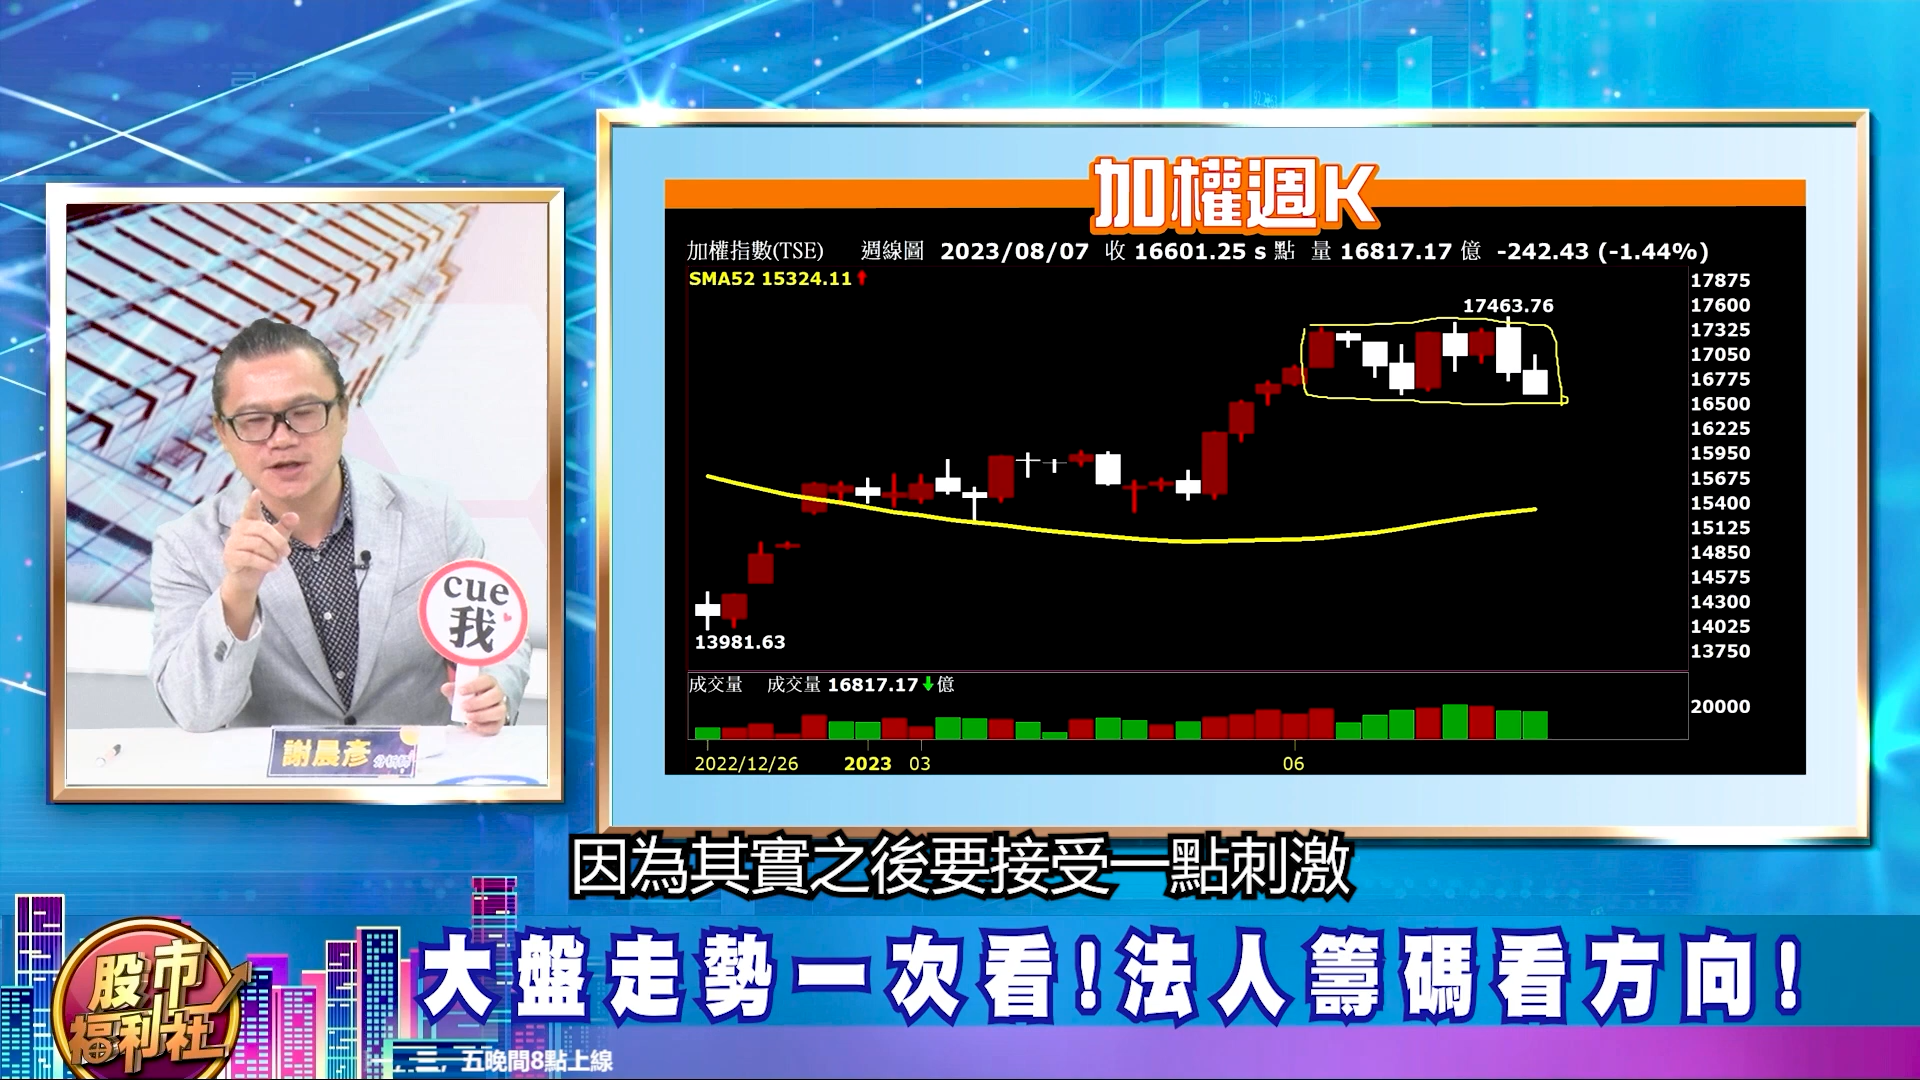 加權週K
加權指數(TSE) 週線圖 2023/08/07 收 16601.25 s 點 量 16817.17 億 -242.43 (-1.44%)
SMA52 15324.11
17463.76
13981.63
17875
17600
17325
17050
16775
16500
16225
15950
15675
15400
15125
14850
14575
14300
14025
13750
成交量 成交量 16817.17 億
20000
2022/12/26 2023 03 06
cue
我
謝晨彥 分析師
因為其實之後要接受一點刺激
大盤走勢一次看!法人籌碼看方向!
股市
福利社
一、三、五晚間8點上線